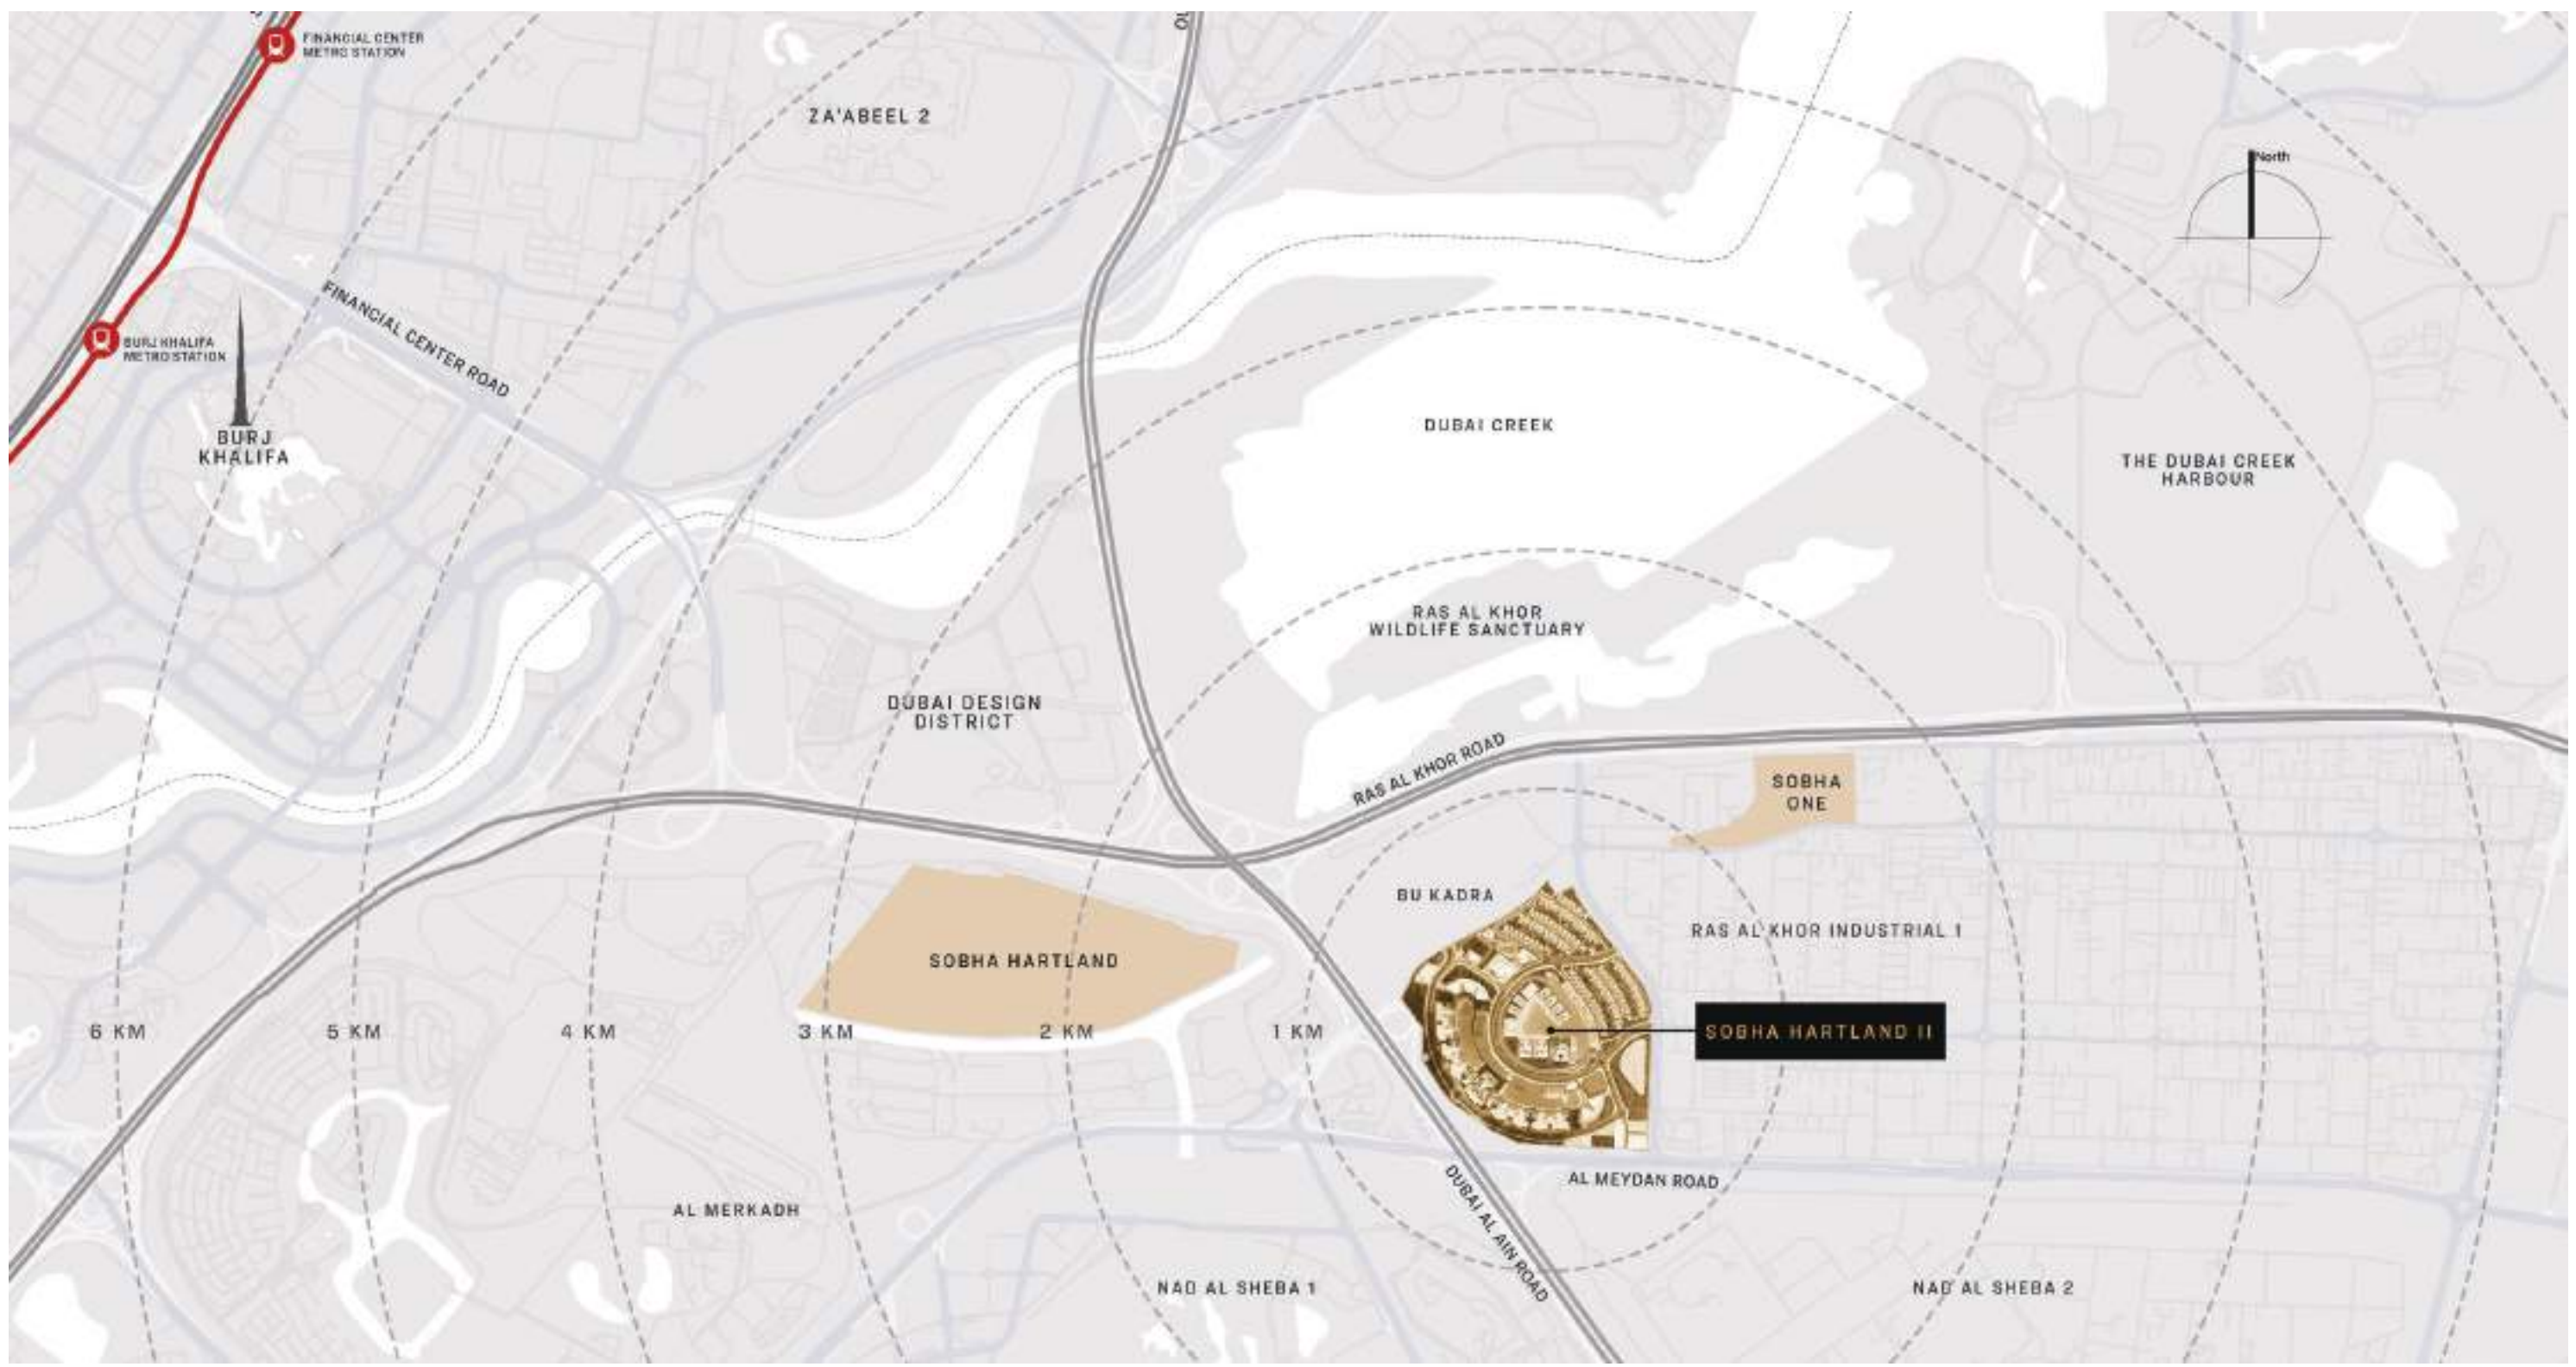 FINANCIAL CENTER
METRO STATION
ZA'ABEEL 2
North
FINANCIAL CENTER ROAD
BURJ KHALIFA
METRO STATION
BURJ
KHALIFA
DUBAI CREEK
THE DUBAI CREEK
HARBOUR
RAS AL KHOR
WILDLIFE SANCTUARY
DUBAI DESIGN
DISTRICT
RAS AL KHOR ROAD
SOBHA
ONE
BU KADRA
RAS AL KHOR INDUSTRIAL 1
SOBHA HARTLAND
6 KM
5 KM
4 KM
3 KM
2 KM
1 KM
SOBHA HARTLAND II
AL MEYDAN ROAD
DUBAI AL AIN ROAD
AL MERKADH
NAD AL SHEBA 1
NAD AL SHEBA 2